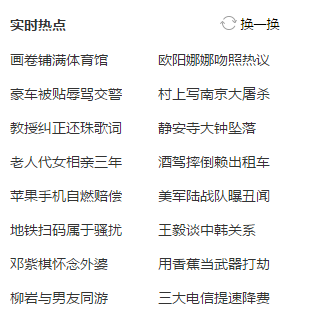 实时热点 换一换
画卷铺满体育馆 欧阳娜娜吻照热议
豪车被贴辱骂交警 村上写南京大屠杀
教授纠正还珠歌词 静安寺大钟坠落
老人代女相亲三年 酒驾摔倒赖出租车
苹果手机自燃赔偿 美军陆战队曝丑闻
地铁扫码属于骚扰 王毅谈中韩关系
邓紫棋怀念外婆 用香蕉当武器打劫
柳岩与男友同游 三大电信提速降费